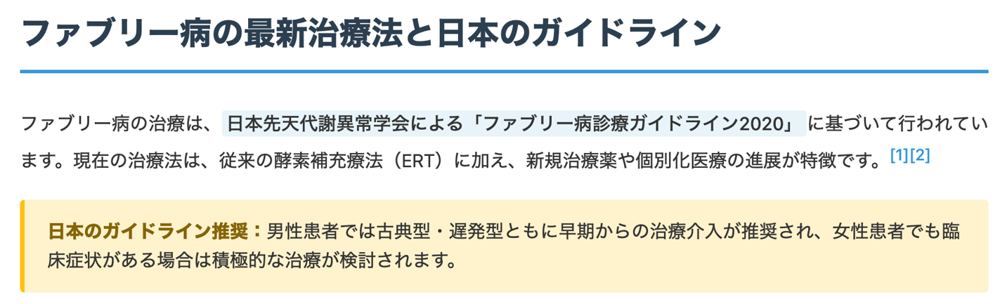 ファブリー病の最新治療法と日本のガイドライン
ファブリー病の治療は、日本先天代謝異常学会による「ファブリー病診療ガイドライン2020」に基づいて行われてい
ます。現在の治療法は、従来の酵素補充療法（ERT）に加え、新規治療薬や個別化医療の進展が特徴です。[1][2]
日本のガイドライン推奨：男性患者では古典型・遅発型ともに早期からの治療介入が推奨され、女性患者でも臨
床症状がある場合は積極的な治療が検討されます。